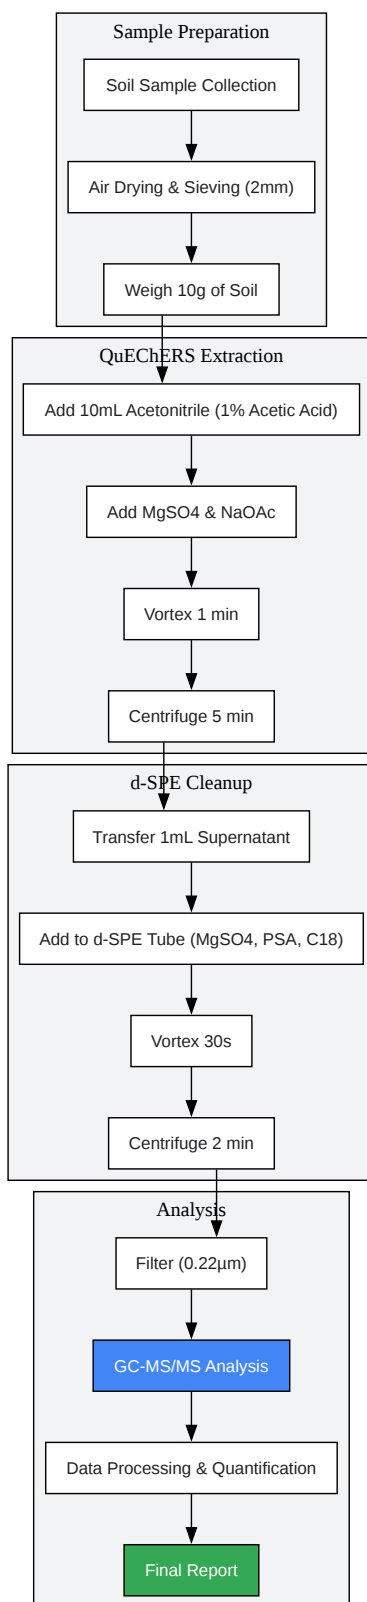 Sample Preparation
Soil Sample Collection
Air Drying & Sieving (2mm)
Weigh 10g of Soil
QuEChERS Extraction
Add 10mL Acetonitrile (1% Acetic Acid)
Add MgSO4 & NaOAc
Vortex 1 min
Centrifuge 5 min
d-SPE Cleanup
Transfer 1mL Supernatant
Add to d-SPE Tube (MgSO4, PSA, C18)
Vortex 30s
Centrifuge 2 min
Analysis
Filter (0.22µm)
GC-MS/MS Analysis
Data Processing & Quantification
Final Report